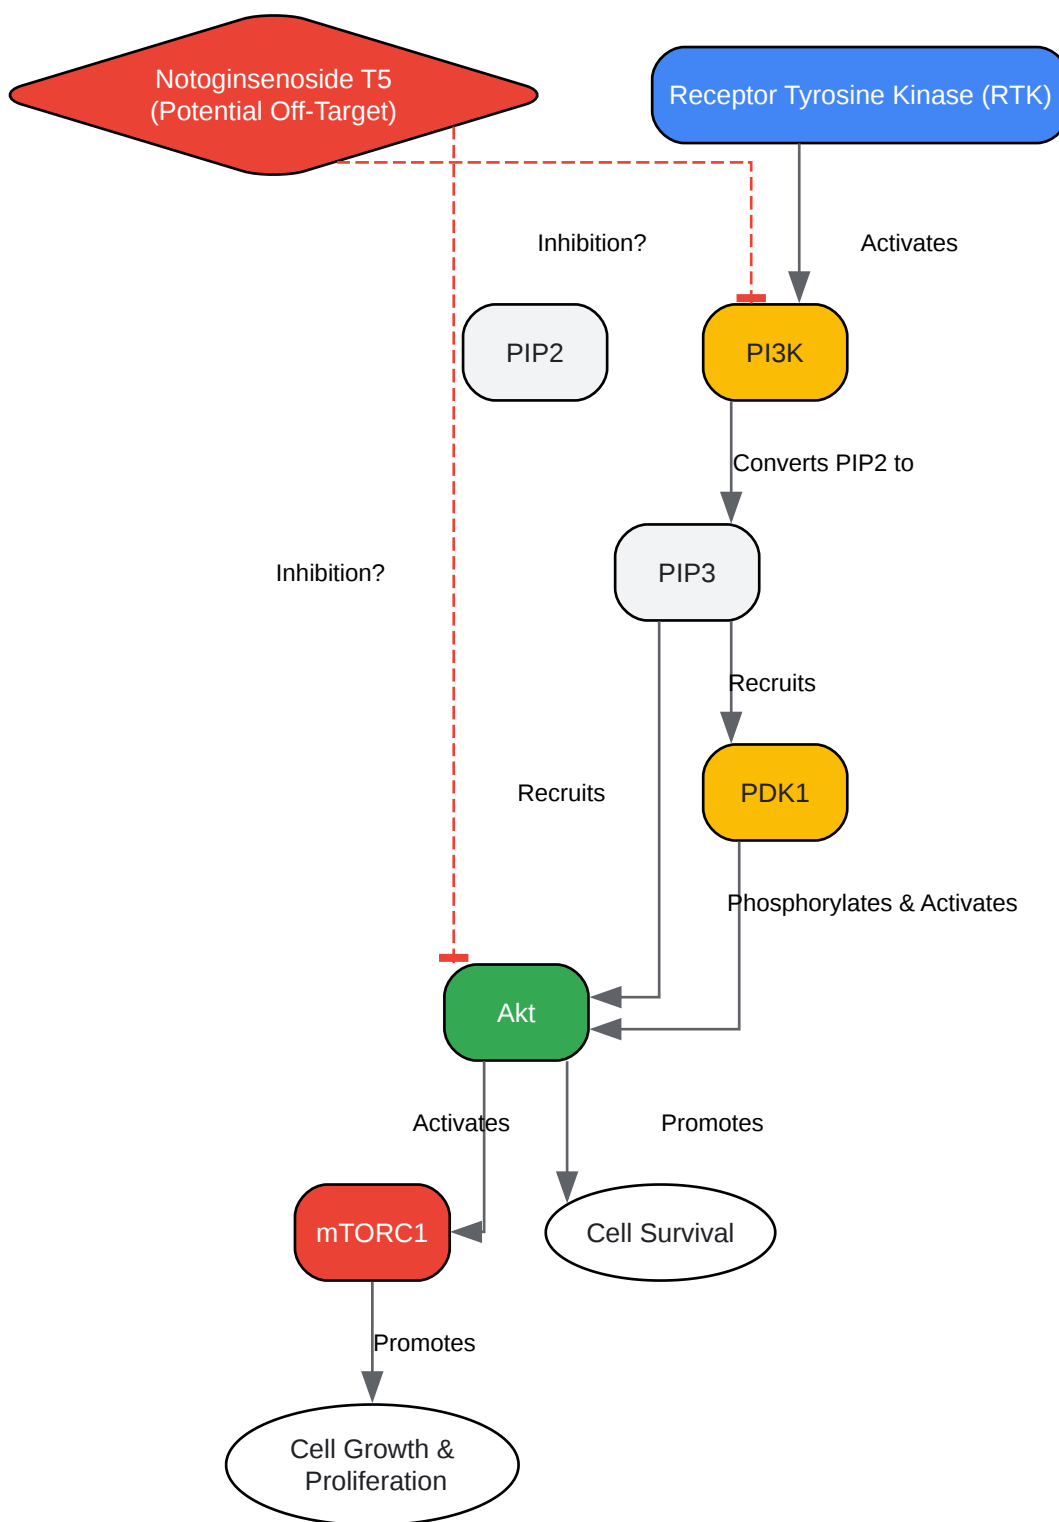 Notoginsenoside T5
(Potential Off-Target)
Receptor Tyrosine Kinase (RTK)
Inhibition?
Activates
PIP2
PI3K
Converts PIP2 to
Inhibition?
PIP3
Recruits
Recruits
PDK1
Phosphorylates & Activates
Akt
Activates
Promotes
mTORC1
Cell Survival
Promotes
Cell Growth &
Proliferation